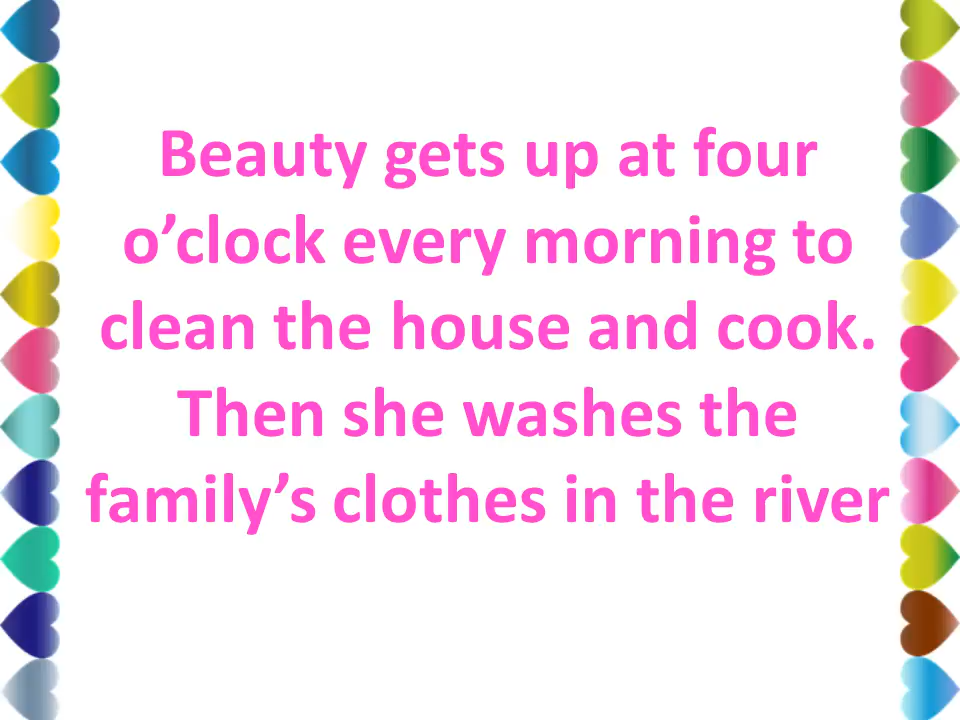 Beauty gets up at four
o’clock every morning to
clean the house and cook.
Then she washes the
family’s clothes in the river